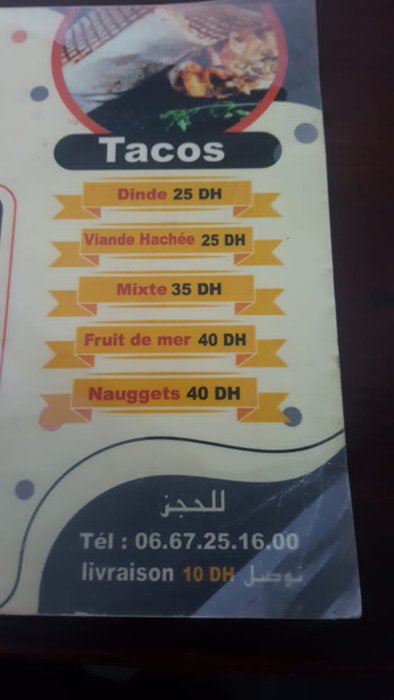 Tacos
Dinde 25 DH
Viande Hachée 25 DH
Mixte 35 DH
Fruit de mer 40 DH
Nauggets 40 DH
للحجز
Tél : 06.67.25.16.00
livraison 10 DH توصيل